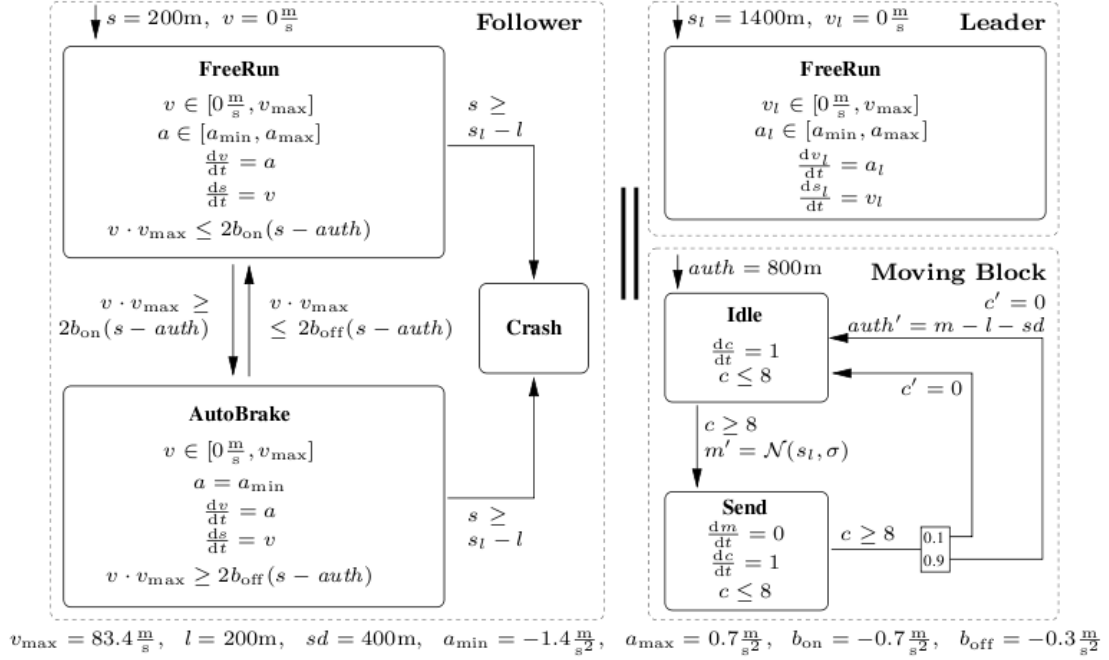 s = 200m, v = 0 m/s
Follower
FreeRun
v ∈ [0 m/s, v_max]
a ∈ [a_min, a_max]
dv/dt = a
ds/dt = v
v · v_max ≤ 2b_on(s − auth)
s ≥
s_l − l
v · v_max ≥
2b_on(s − auth)
v · v_max
≤ 2b_off(s − auth)
Crash
AutoBrake
v ∈ [0 m/s, v_max]
a = a_min
dv/dt = a
ds/dt = v
v · v_max ≥ 2b_off(s − auth)
s ≥
s_l − l
s_l = 1400m, v_l = 0 m/s
Leader
FreeRun
v_l ∈ [0 m/s, v_max]
a_l ∈ [a_min, a_max]
dv_l/dt = a_l
ds_l/dt = v_l
auth = 800m
Moving Block
Idle
dc/dt = 1
c ≤ 8
c′ = 0
auth′ = m − l − sd
c′ = 0
c ≥ 8
m′ = N(s_l, σ)
Send
dm/dt = 0
dc/dt = 1
c ≤ 8
c ≥ 8
0.1
0.9
v_max = 83.4 m/s, l = 200m, sd = 400m, a_min = −1.4 m/s², a_max = 0.7 m/s², b_on = −0.7 m/s², b_off = −0.3 m/s²